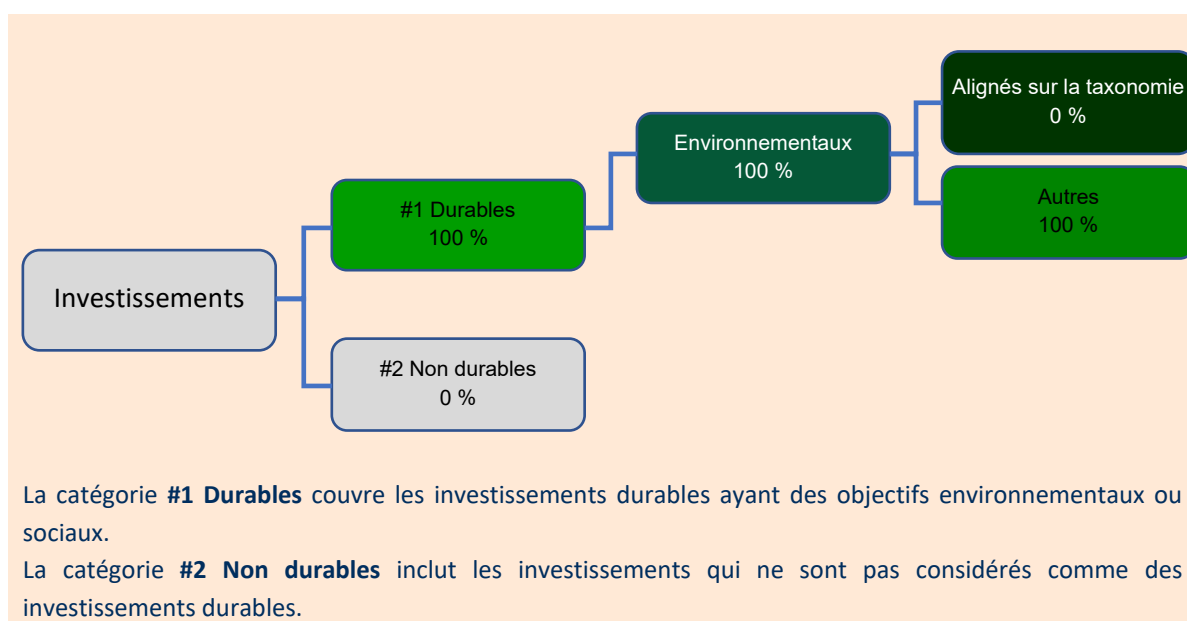 Alignés sur la taxonomie
0 %
Environnementaux
100 %
#1 Durables
100 %
Autres
100 %
Investissements
#2 Non durables
0 %
La catégorie #1 Durables couvre les investissements durables ayant des objectifs environnementaux ou
sociaux.
La catégorie #2 Non durables inclut les investissements qui ne sont pas considérés comme des
investissements durables.